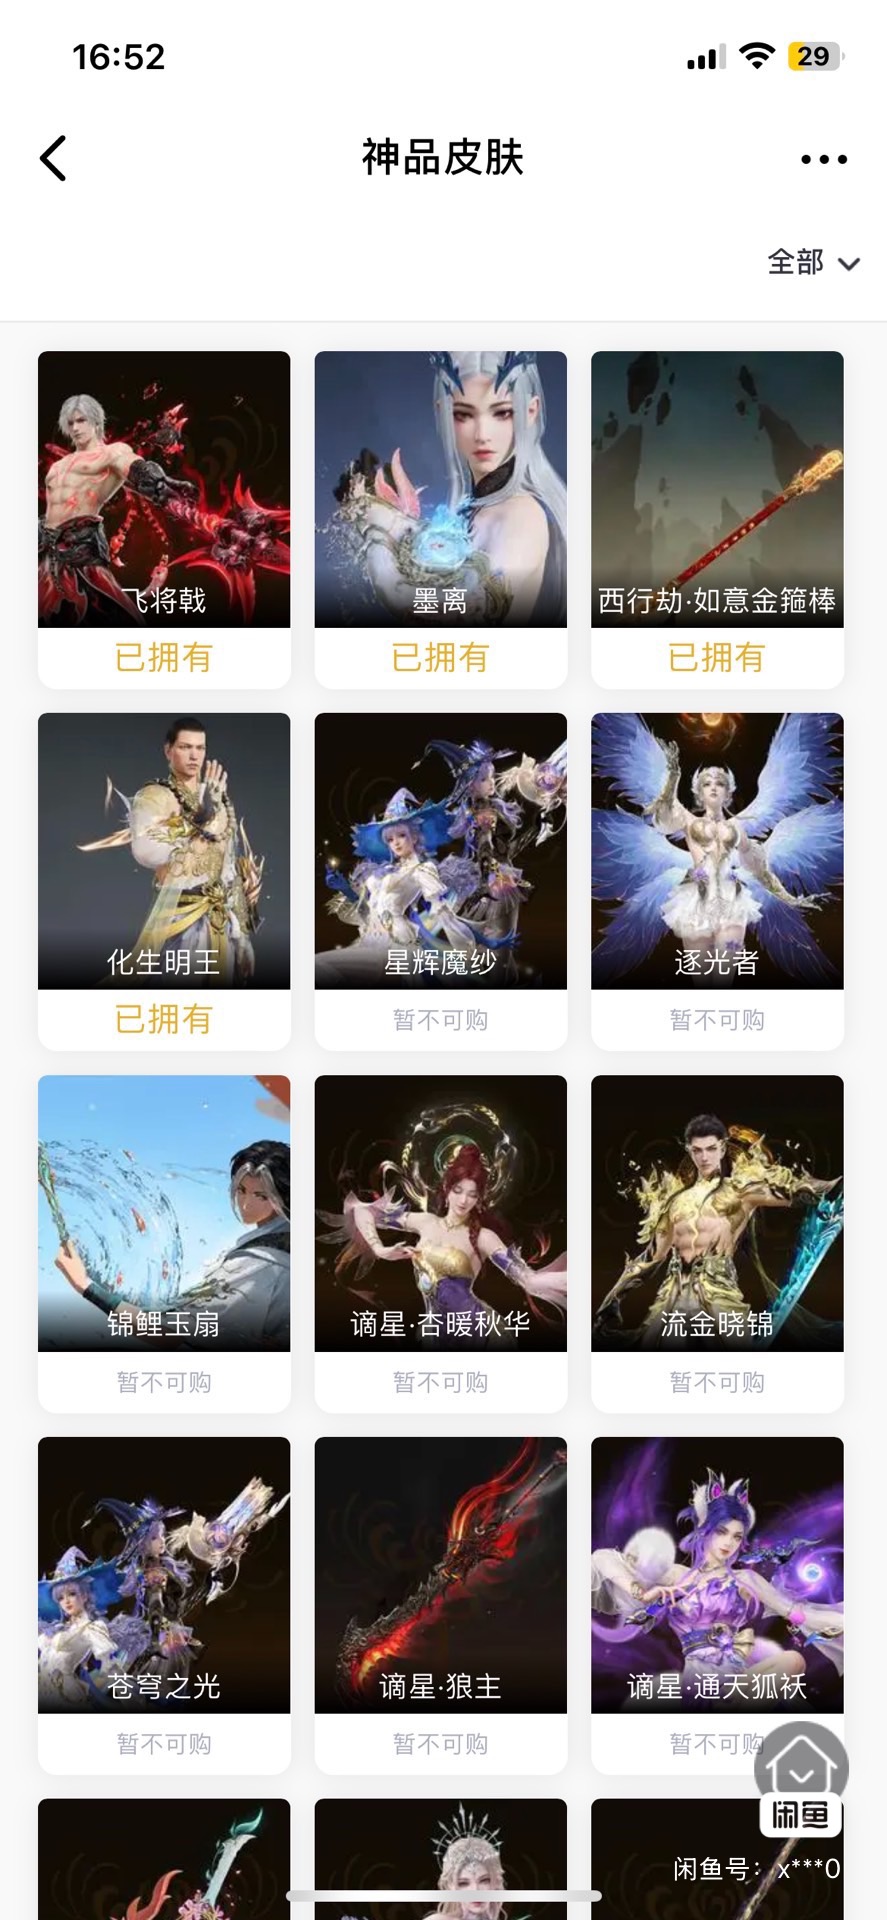 16:52
29
神品皮肤
全部
飞将戟
墨离
西行劫·如意金箍棒
已拥有
已拥有
已拥有
化生明王
星辉魔纱
逐光者
已拥有
暂不可购
暂不可购
锦鲤玉扇
谪星·杏暖秋华
流金晓锦
暂不可购
暂不可购
暂不可购
苍穹之光
谪星·狼主
谪星·通天狐祅
暂不可购
暂不可购
暂不可购
闲鱼
闲鱼号：x***0